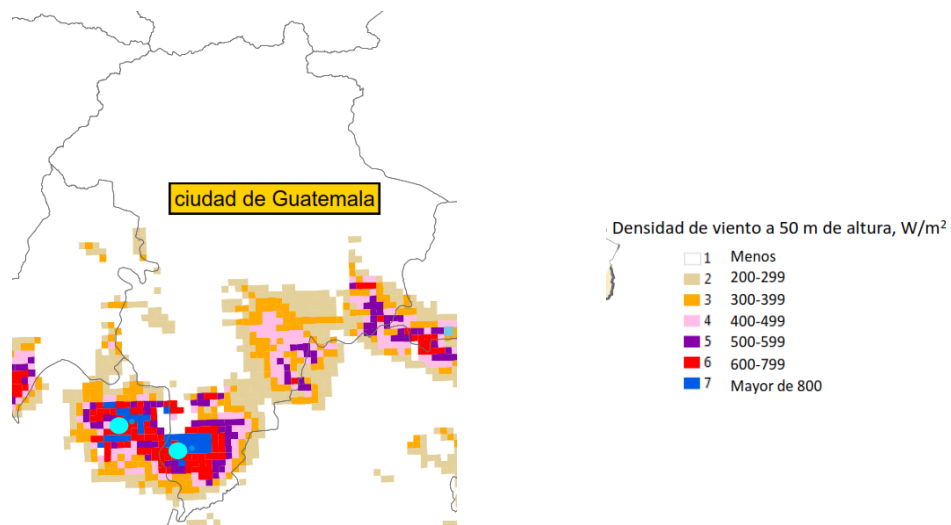 ciudad de Guatemala
Densidad de viento a 50 m de altura, W/m²
1 Menos
2 200-299
3 300-399
4 400-499
5 500-599
6 600-799
7 Mayor de 800